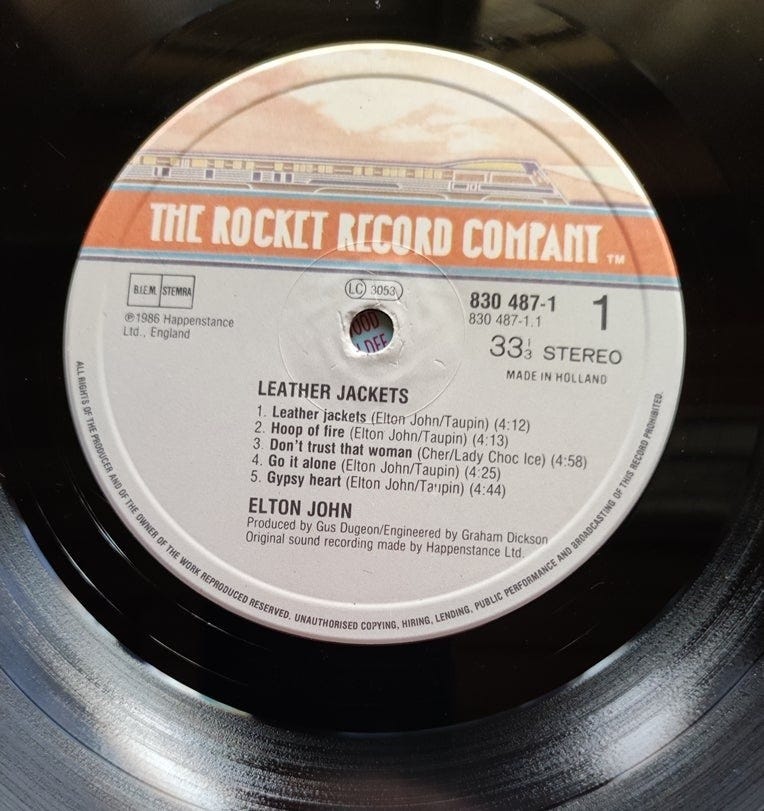 THE ROCKET RECORD COMPANY TM
B.I.E.M. STEMRA
LC 3053
830 487-1
830 487-1.1
1
℗1986 Happenstance
Ltd., England
33 1/3 STEREO
MADE IN HOLLAND
LEATHER JACKETS
1. Leather jackets (Elton John/Taupin) (4:12)
2. Hoop of fire (Elton John/Taupin) (4:13)
3. Don't trust that woman (Cher/Lady Choc Ice) (4:58)
4. Go it alone (Elton John/Taupin) (4:25)
5. Gypsy heart (Elton John/Taupin) (4:44)
ELTON JOHN
Produced by Gus Dugeon/Engineered by Graham Dickson
Original sound recording made by Happenstance Ltd.
ALL RIGHTS OF THE PRODUCER AND OF THE OWNER OF THE WORK REPRODUCED RESERVED. UNAUTHORISED COPYING, HIRING, LENDING, PUBLIC PERFORMANCE AND BROADCASTING OF THIS RECORD PROHIBITED.